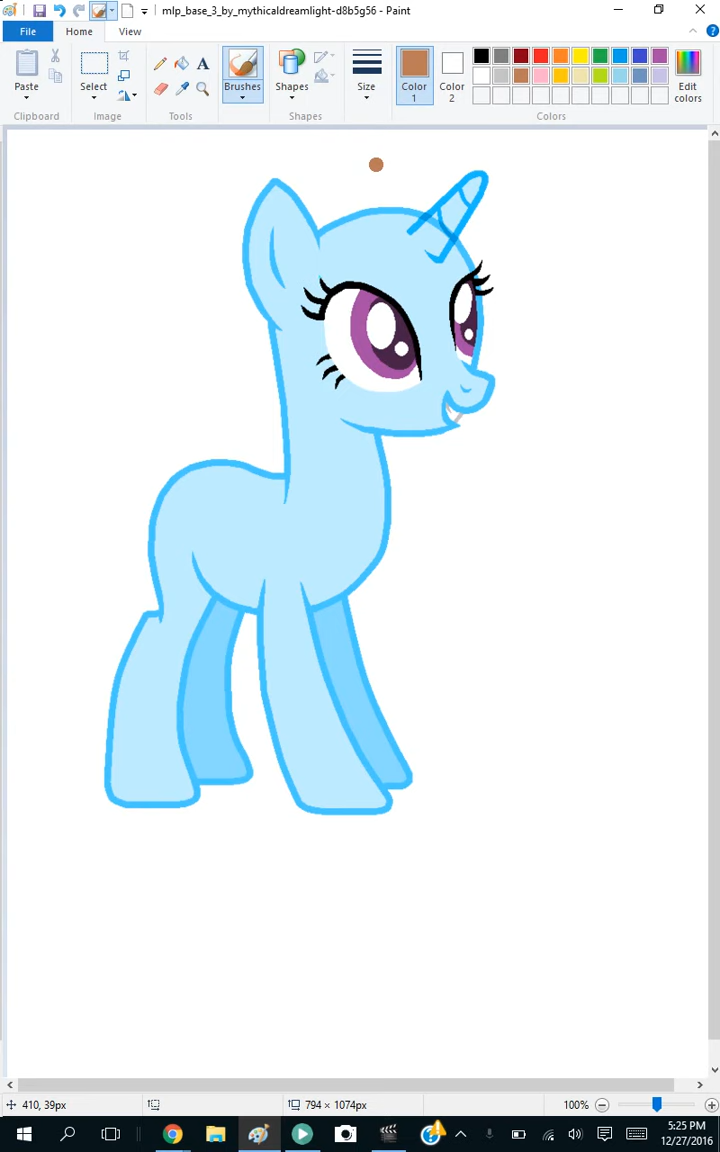 mlp_base_3_by_mythicaldreamlight-d8b5g56 - Paint
File Home View
Paste
Select
Brushes
Shapes
Size
Color 1
Color 2
Edit colors
Clipboard Image Tools Shapes Colors
410, 39px 794 × 1074px 100%
5:25 PM
12/27/2016